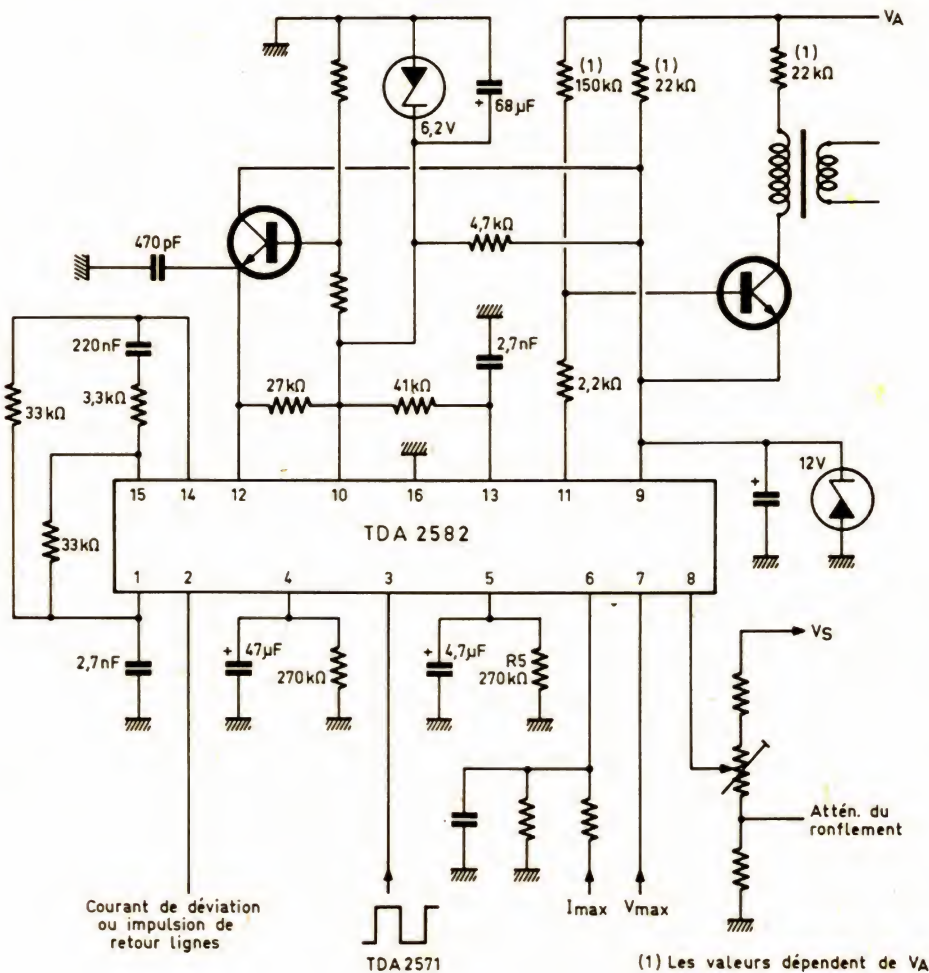 VA
(1)
150kΩ
(1)
22kΩ
(1)
22kΩ
6,2V
+
68µF
4,7kΩ
470pF
220nF
3,3kΩ
33kΩ
27kΩ
41kΩ
2,7nF
2,2kΩ
+
12V
15
14
12
10
16
13
11
9
TDA 2582
33kΩ
1
2
4
3
5
6
7
8
2,7nF
+
47µF
270kΩ
+
4,7µF
R5
270kΩ
VS
Attén. du
ronflement
Courant de déviation
ou impulsion de
retour lignes
TDA 2571
Imax
Vmax
(1) Les valeurs dépendent de VA